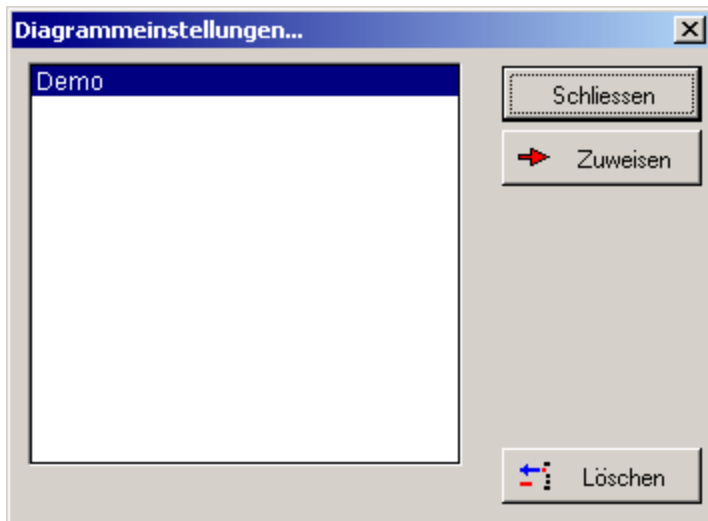 Diagrammeinstellungen...
Demo
Schliessen
Zuweisen
Löschen